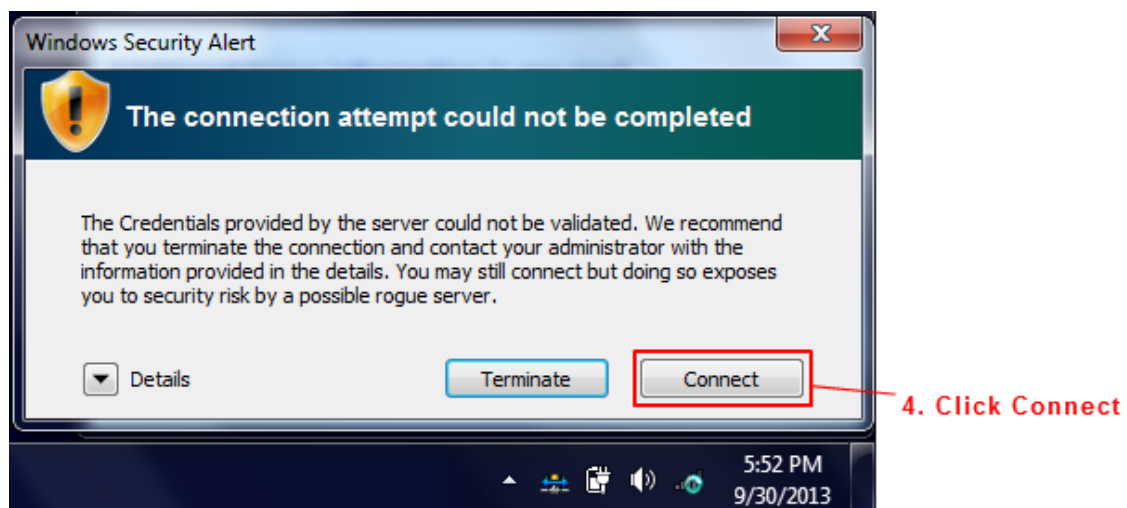 Windows Security Alert
The connection attempt could not be completed
The Credentials provided by the server could not be validated. We recommend
that you terminate the connection and contact your administrator with the
information provided in the details. You may still connect but doing so exposes
you to security risk by a possible rogue server.
Details Terminate Connect
4. Click Connect
5:52 PM
9/30/2013